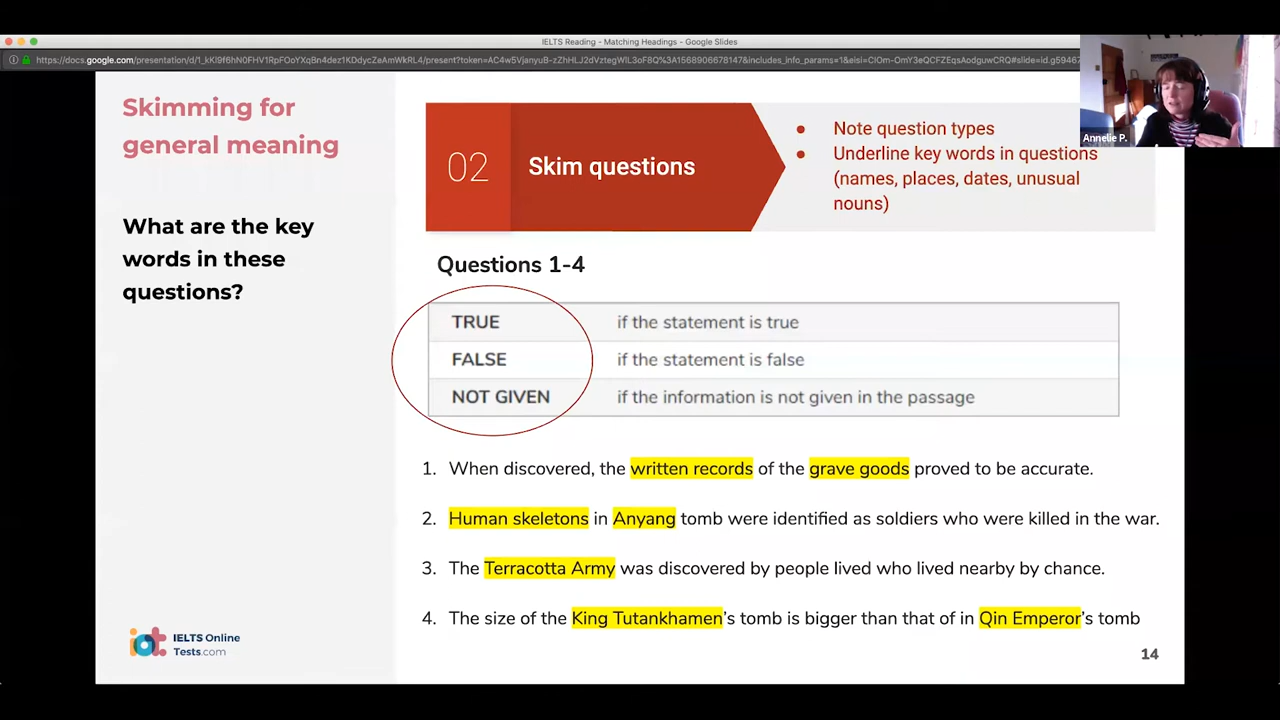 IELTS Reading - Matching Headings - Google Slides
Skimming for
general meaning
What are the key
words in these
questions?
02
Skim questions
● Note question types
● Underline key words in questions
(names, places, dates, unusual
nouns)
Annelie P.
Questions 1-4
TRUE if the statement is true
FALSE if the statement is false
NOT GIVEN if the information is not given in the passage
1. When discovered, the written records of the grave goods proved to be accurate.
2. Human skeletons in Anyang tomb were identified as soldiers who were killed in the war.
3. The Terracotta Army was discovered by people lived who lived nearby by chance.
4. The size of the King Tutankhamen's tomb is bigger than that of in Qin Emperor's tomb
iot IELTS Online
Tests.com
14